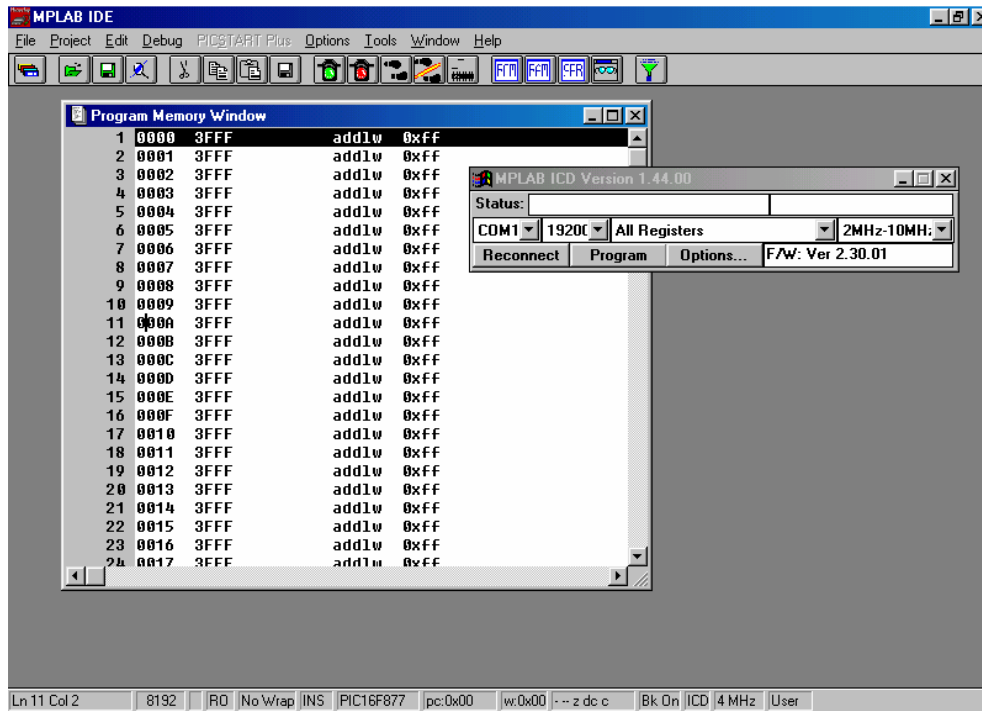 MPLAB IDE
File Project Edit Debug PICSTART Plus Options Tools Window Help
Program Memory Window
1 0000 3FFF addlw 0xff
2 0001 3FFF addlw 0xff
3 0002 3FFF addlw 0xff
4 0003 3FFF addlw 0xff
5 0004 3FFF addlw 0xff
6 0005 3FFF addlw 0xff
7 0006 3FFF addlw 0xff
8 0007 3FFF addlw 0xff
9 0008 3FFF addlw 0xff
10 0009 3FFF addlw 0xff
11 000A 3FFF addlw 0xff
12 000B 3FFF addlw 0xff
13 000C 3FFF addlw 0xff
14 000D 3FFF addlw 0xff
15 000E 3FFF addlw 0xff
16 000F 3FFF addlw 0xff
17 0010 3FFF addlw 0xff
18 0011 3FFF addlw 0xff
19 0012 3FFF addlw 0xff
20 0013 3FFF addlw 0xff
21 0014 3FFF addlw 0xff
22 0015 3FFF addlw 0xff
23 0016 3FFF addlw 0xff
24 0017 3FFF addlw 0xff
MPLAB ICD Version 1.44.00
Status:
COM1 1920 All Registers 2MHz-10MH
Reconnect Program Options... F/W: Ver 2.30.01
Ln 11 Col 2 8192 RO No Wrap INS PIC16F877 pc:0x00 w:0x00 - -- z dc c Bk On ICD 4 MHz User